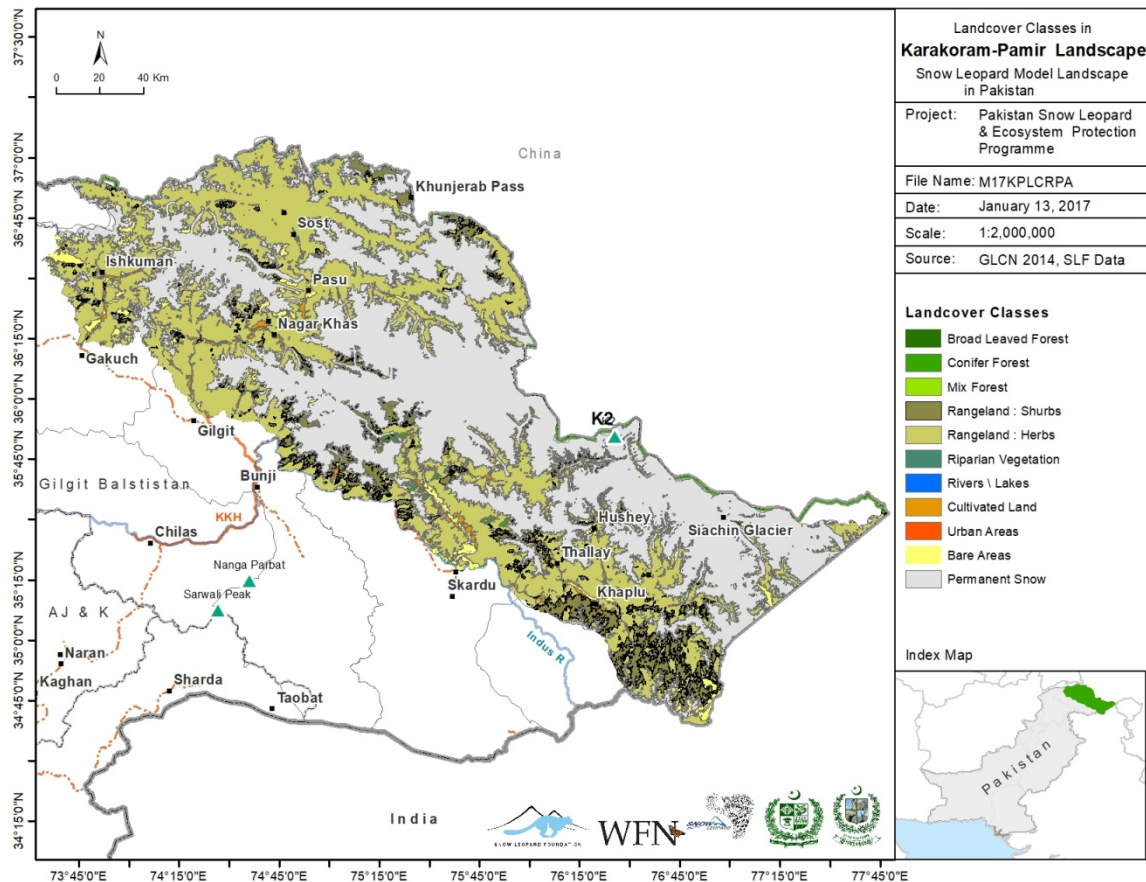 Landcover Classes in
Karakoram-Pamir Landscape
Snow Leopard Model Landscape
in Pakistan
Project: Pakistan Snow Leopard
& Ecosystem Protection
Programme
File Name: M17KPLCRPA
Date: January 13, 2017
Scale: 1:2,000,000
Source: GLCN 2014, SLF Data
Landcover Classes
Broad Leaved Forest
Conifer Forest
Mix Forest
Rangeland : Shurbs
Rangeland : Herbs
Riparian Vegetation
Rivers \ Lakes
Cultivated Land
Urban Areas
Bare Areas
Permanent Snow
Index Map
Pakistan
N
0 20 40 Km
China
Khunjerab Pass
Sost
Ishkuman
Pasu
Nagar Khas
Gakuch
Gilgit
K2
Bunji
Gilgit Balstistan
KKH
Chilas
Hushey
Siachin Glacier
Thallay
Nanga Parbat
Sarwali Peak
Skardu
Khaplu
AJ & K
Indus R
Naran
Kaghan
Sharda
Taobat
India
SNOW LEOPARD FOUNDATION
WFN
37°30'0"N
37°0'0"N
36°45'0"N
36°15'0"N
36°0'0"N
35°45'0"N
35°15'0"N
35°0'0"N
34°45'0"N
34°15'0"N
73°45'0"E
74°15'0"E
74°45'0"E
75°15'0"E
75°45'0"E
76°15'0"E
76°45'0"E
77°15'0"E
77°45'0"E